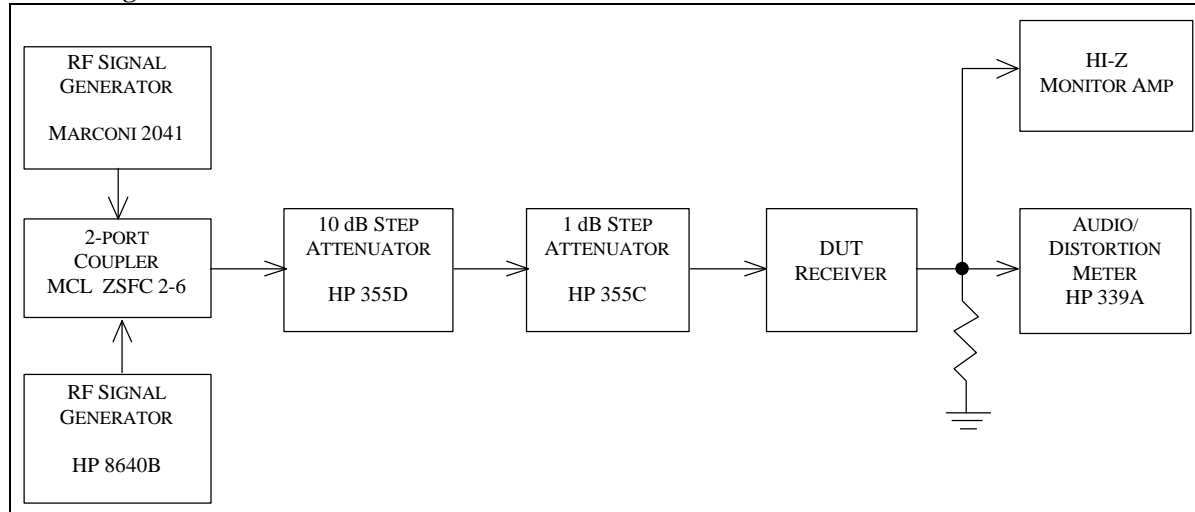 RF SIGNAL
GENERATOR
MARCONI 2041
2-PORT
COUPLER
MCL ZSFC 2-6
RF SIGNAL
GENERATOR
HP 8640B
10 dB STEP
ATTENUATOR
HP 355D
1 dB STEP
ATTENUATOR
HP 355C
DUT
RECEIVER
HI-Z
MONITOR AMP
AUDIO/
DISTORTION
METER
HP 339A